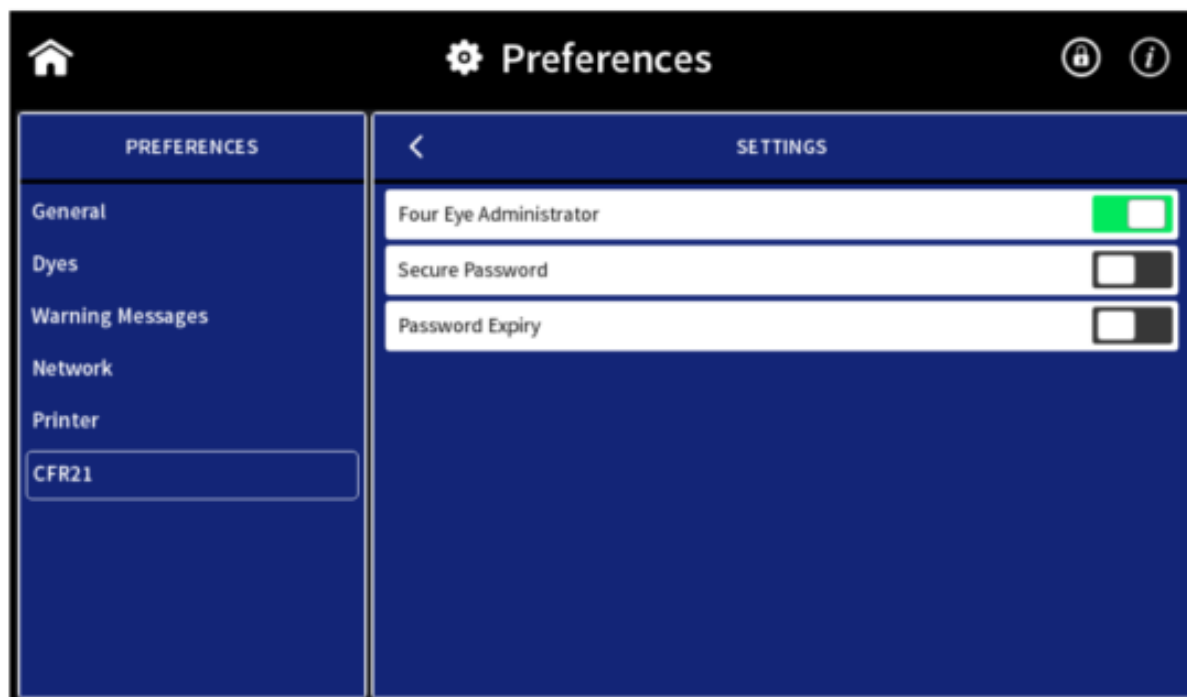 Preferences
PREFERENCES
SETTINGS
General
Dyes
Warning Messages
Network
Printer
CFR21
Four Eye Administrator
Secure Password
Password Expiry